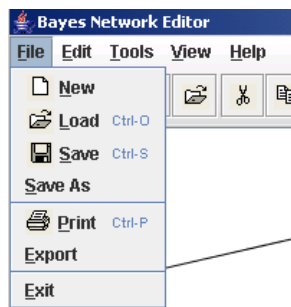 Bayes Network Editor
File Edit Tools View Help
New
Load Ctrl-O
Save Ctrl-S
Save As
Print Ctrl-P
Export
Exit